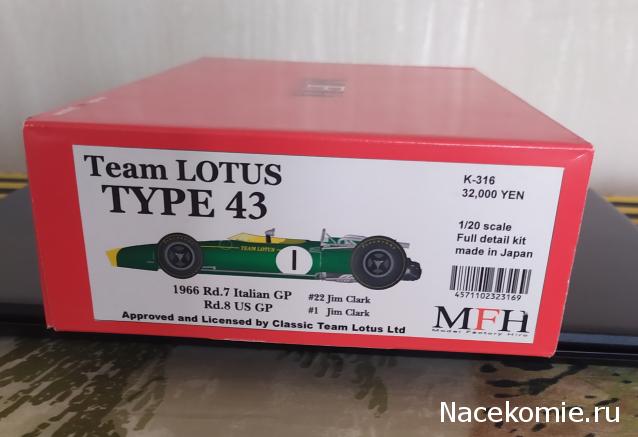 Team LOTUS
TYPE 43
K-316
32,000 YEN
1/20 scale
Full detail kit
made in Japan
TEAM LOTUS
1
4571102323169
1966 Rd.7 Italian GP #22 Jim Clark
Rd.8 US GP #1 Jim Clark
Approved and Licensed by Classic Team Lotus Ltd
MFH
Model Factory Hiro
Nacekomie.ru